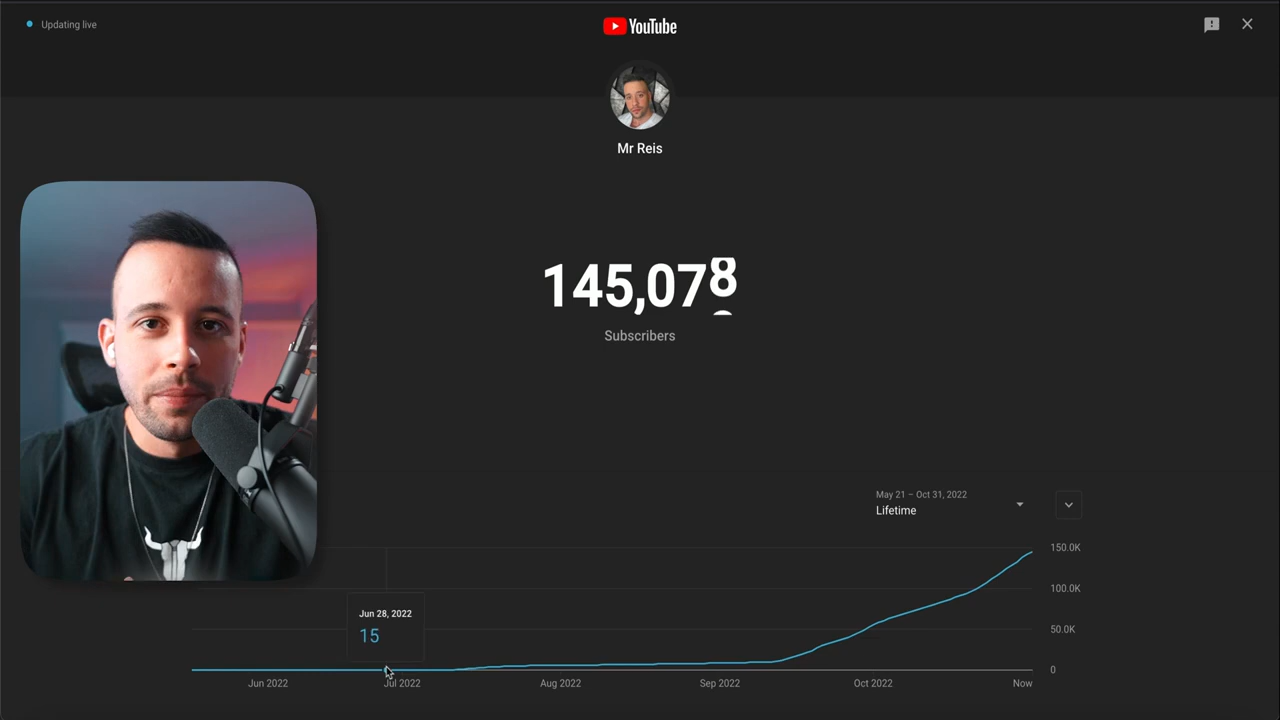 Updating live
YouTube
Mr Reis
145,078
Subscribers
May 21 – Oct 31, 2022
Lifetime
150.0K
100.0K
Jun 28, 2022
15
50.0K
0
Jun 2022
Jul 2022
Aug 2022
Sep 2022
Oct 2022
Now